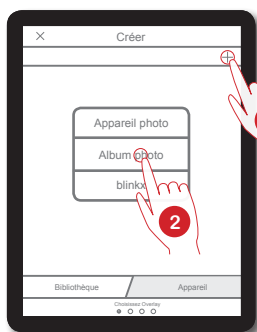 Créer
Appareil photo
Album photo
blinkx
2
Bibliothèque
Appareil
Choisissez Overlay